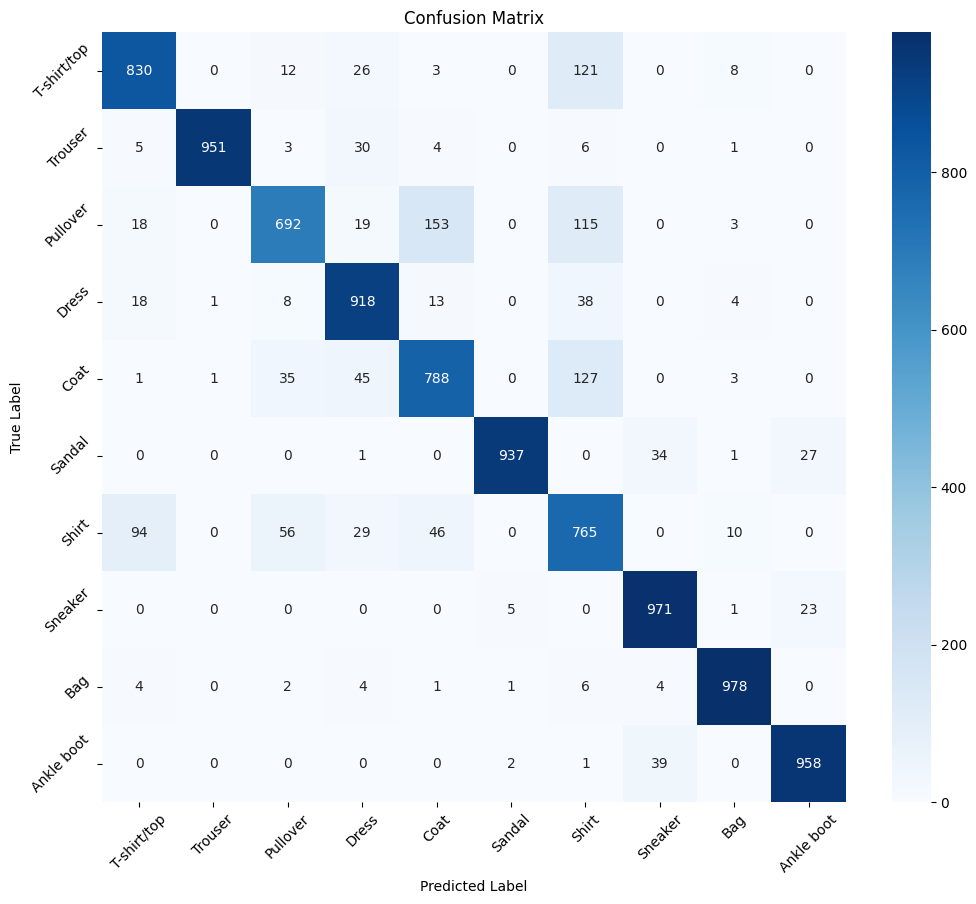 Confusion Matrix
T-shirt/top 830 0 12 26 3 0 121 0 8 0
Trouser 5 951 3 30 4 0 6 0 1 0
Pullover 18 0 692 19 153 0 115 0 3 0
Dress 18 1 8 918 13 0 38 0 4 0
Coat 1 1 35 45 788 0 127 0 3 0
Sandal 0 0 0 1 0 937 0 34 1 27
Shirt 94 0 56 29 46 0 765 0 10 0
Sneaker 0 0 0 0 0 5 0 971 1 23
Bag 4 0 2 4 1 1 6 4 978 0
Ankle boot 0 0 0 0 0 2 1 39 0 958
T-shirt/top Trouser Pullover Dress Coat Sandal Shirt Sneaker Bag Ankle boot
Predicted Label
True Label
800
600
400
200
0